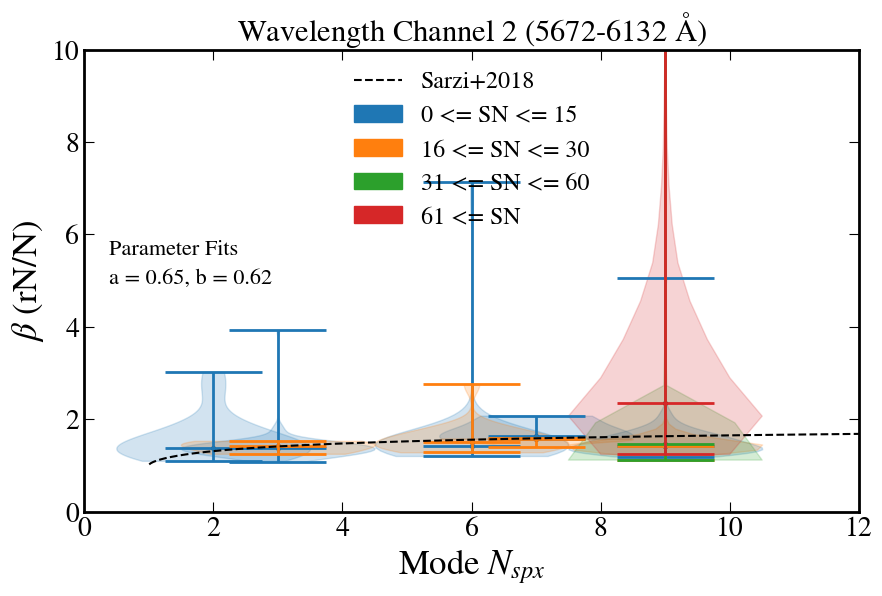 Wavelength Channel 2 (5672-6132 Å)
10
8
6
4
2
0
β (rN/N)
Sarzi+2018
0 <= SN <= 15
16 <= SN <= 30
31 <= SN <= 60
61 <= SN
Parameter Fits
a = 0.65, b = 0.62
0 2 4 6 8 10 12
Mode N_{spx}